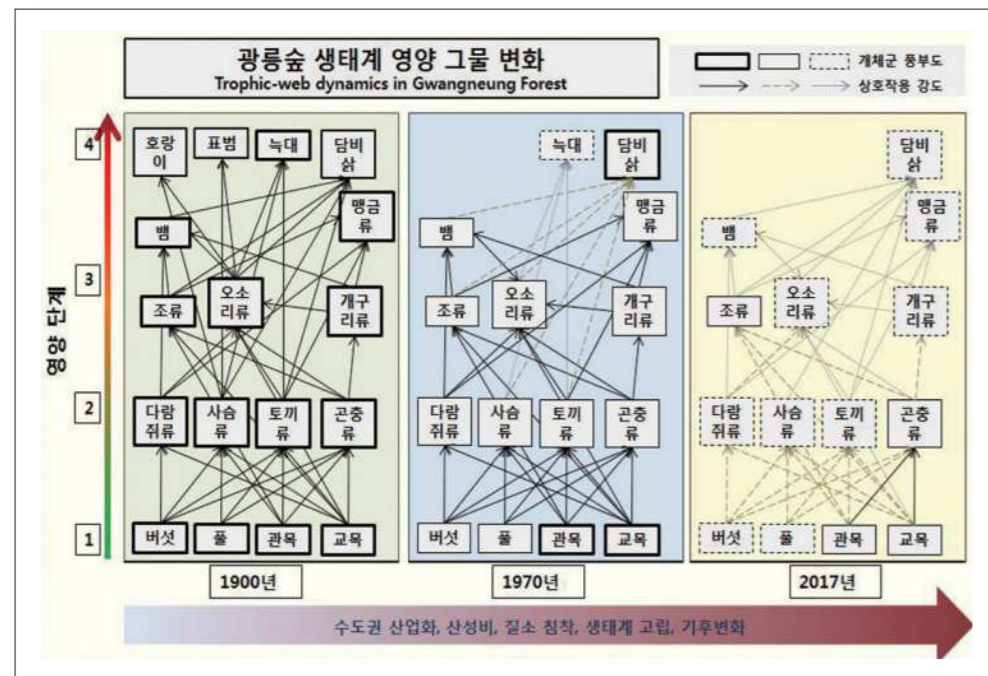 광릉숲 생태계 영양 그물 변화
Trophic-web dynamics in Gwangneung Forest
개체군 풍부도
상호작용 강도
영양 단계
4
3
2
1
호랑
이
표범
늑대
담비
삵
뱀
맹금
류
조류
오소
리류
개구
리류
다람
쥐류
사슴
류
토끼
류
곤충
류
버섯
풀
관목
교목
1900년
늑대
담비
삵
뱀
맹금
류
조류
오소
리류
개구
리류
다람
쥐류
사슴
류
토끼
류
곤충
류
버섯
풀
관목
교목
1970년
담비
삵
뱀
맹금
류
조류
오소
리류
개구
리류
다람
쥐류
사슴
류
토끼
류
곤충
류
버섯
풀
관목
교목
2017년
수도권 산업화, 산성비, 질소 침착, 생태계 고립, 기후변화